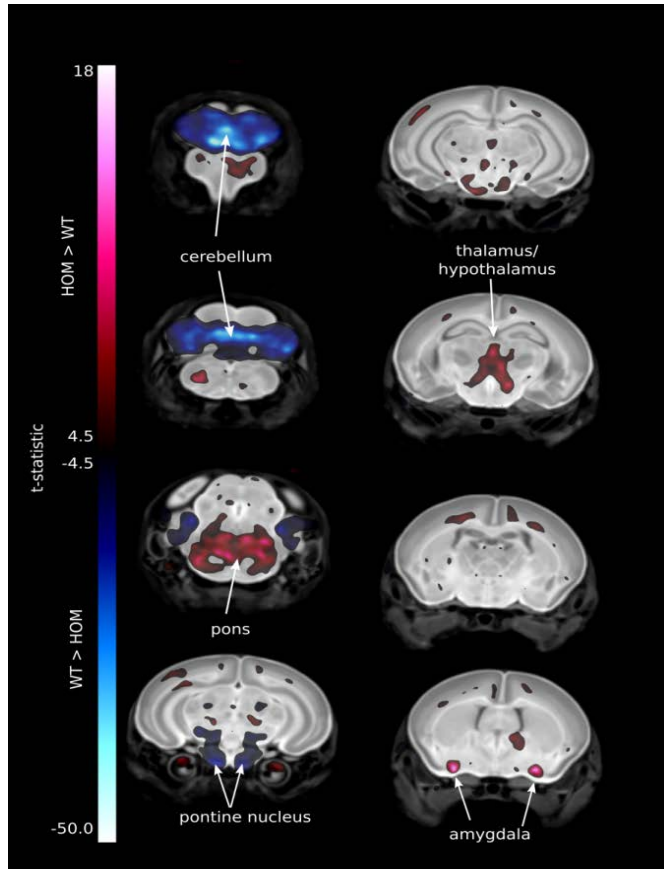 18
HOM > WT
4.5
-4.5
t-statistic
WT > HOM
-50.0
cerebellum
thalamus/
hypothalamus
pons
pontine nucleus
amygdala